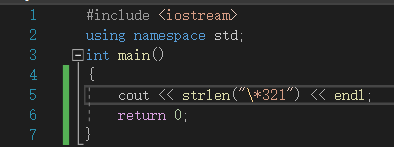 1 #include <iostream>
2 using namespace std;
3 int main()
4 {
5 cout << strlen("\*321") << endl;
6 return 0;
7 }